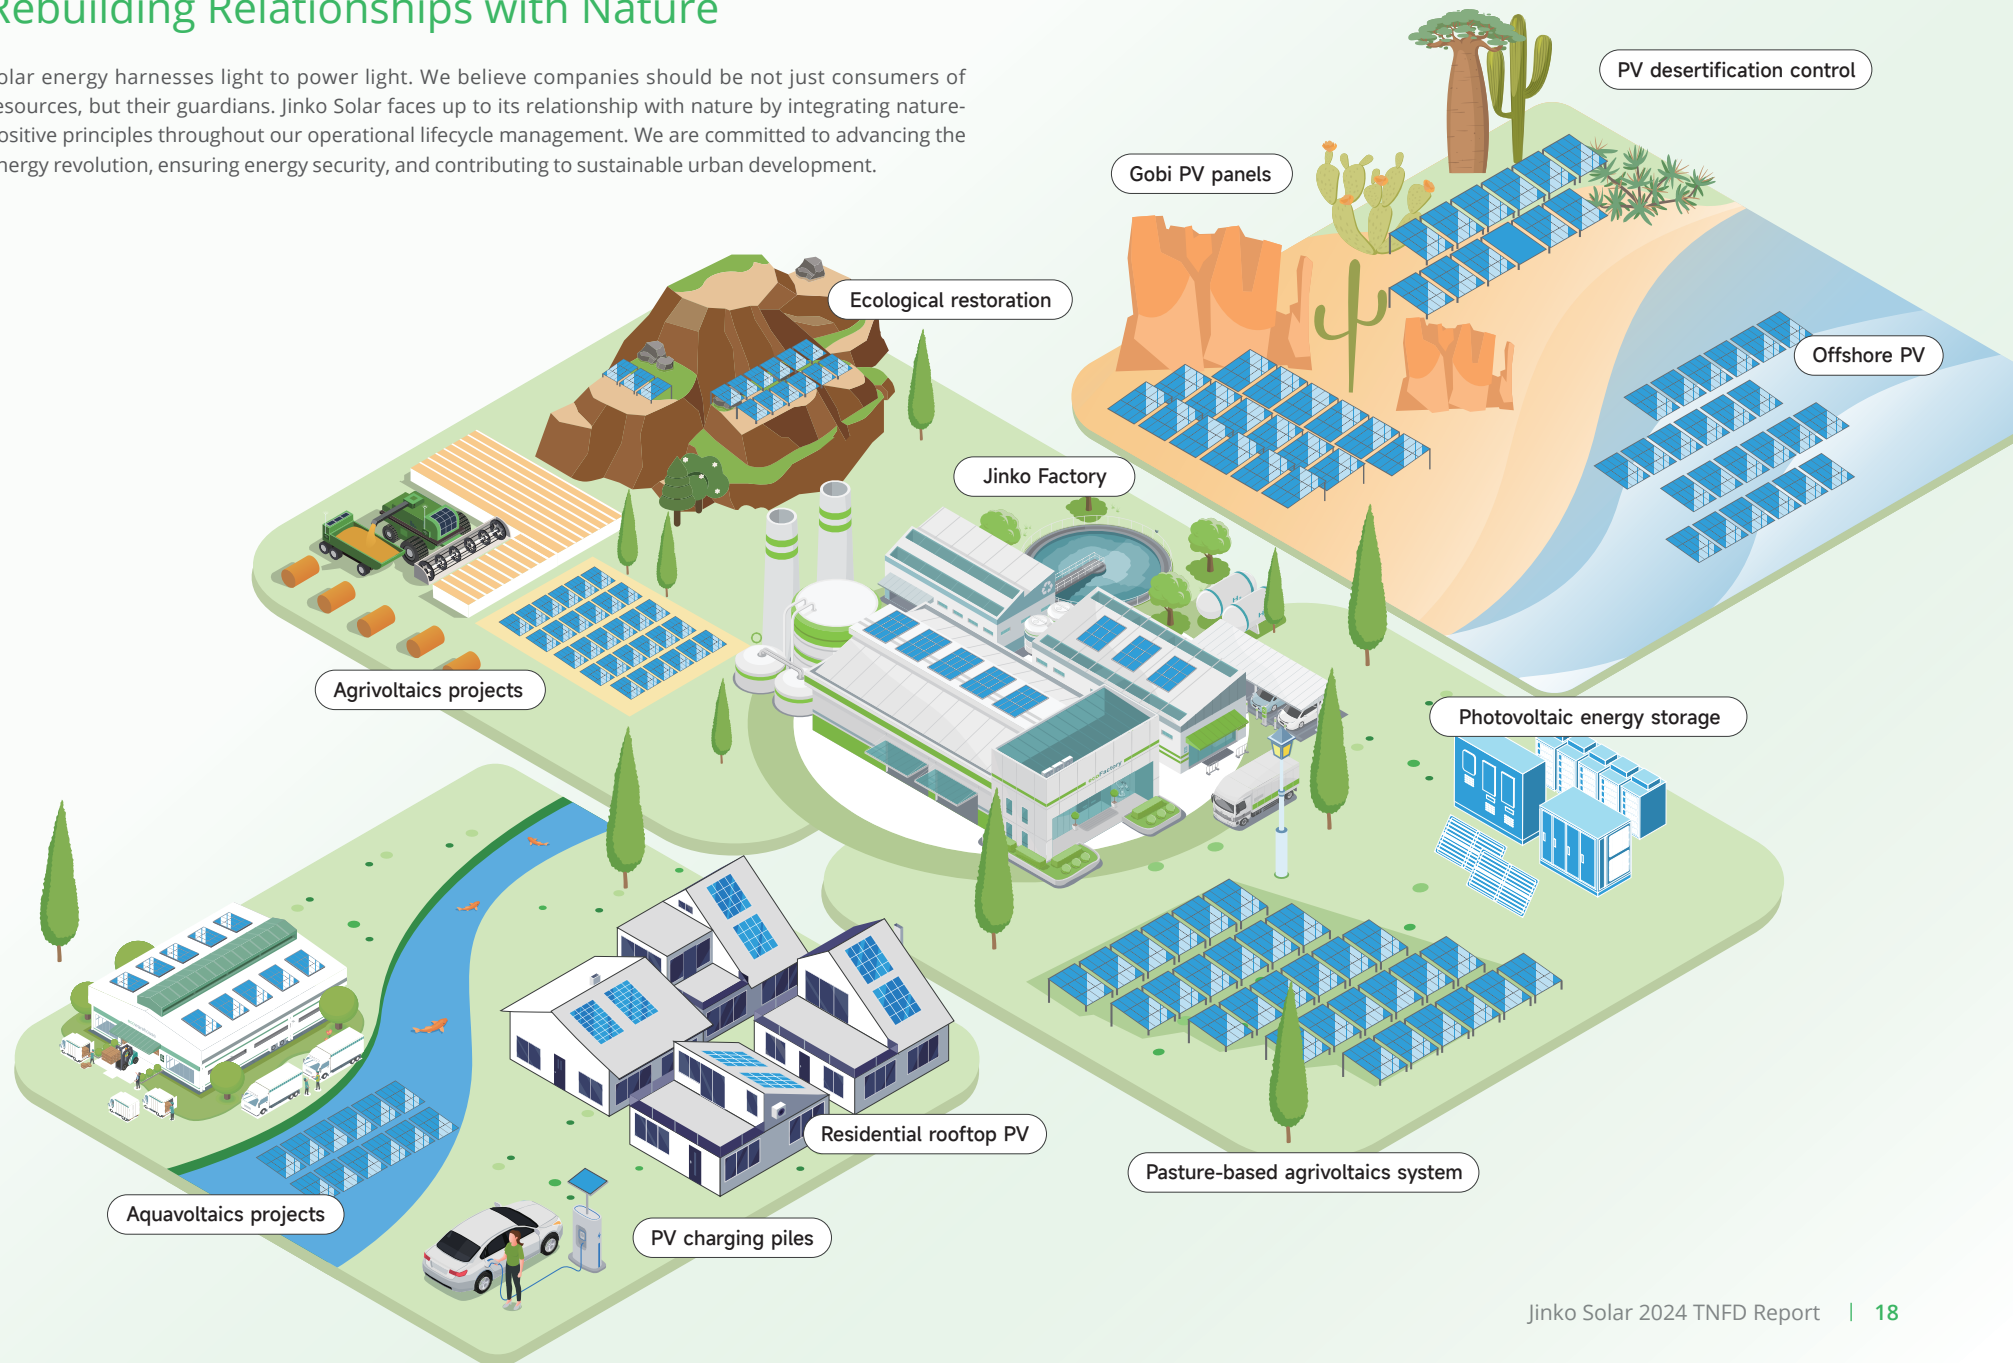 Rebuilding Relationships with Nature
olar energy harnesses light to power light. We believe companies should be not just consumers of
esources, but their guardians. Jinko Solar faces up to its relationship with nature by integrating nature-
ositive principles throughout our operational lifecycle management. We are committed to advancing the
nergy revolution, ensuring energy security, and contributing to sustainable urban development.
PV desertification control
Gobi PV panels
Ecological restoration
Offshore PV
Jinko Factory
Agrivoltaics projects
Photovoltaic energy storage
ecoFactory
Residential rooftop PV
Pasture-based agrivoltaics system
Aquavoltaics projects
PV charging piles
Jinko Solar 2024 TNFD Report | 18